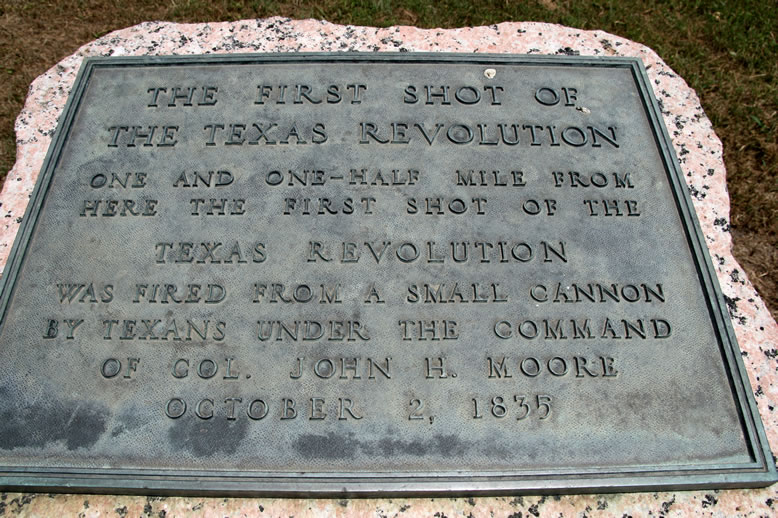 THE FIRST SHOT OF
THE TEXAS REVOLUTION
ONE AND ONE-HALF MILE FROM
HERE THE FIRST SHOT OF THE
TEXAS REVOLUTION
WAS FIRED FROM A SMALL CANNON
BY TEXANS UNDER THE COMMAND
OF COL. JOHN H. MOORE
OCTOBER 2, 1835